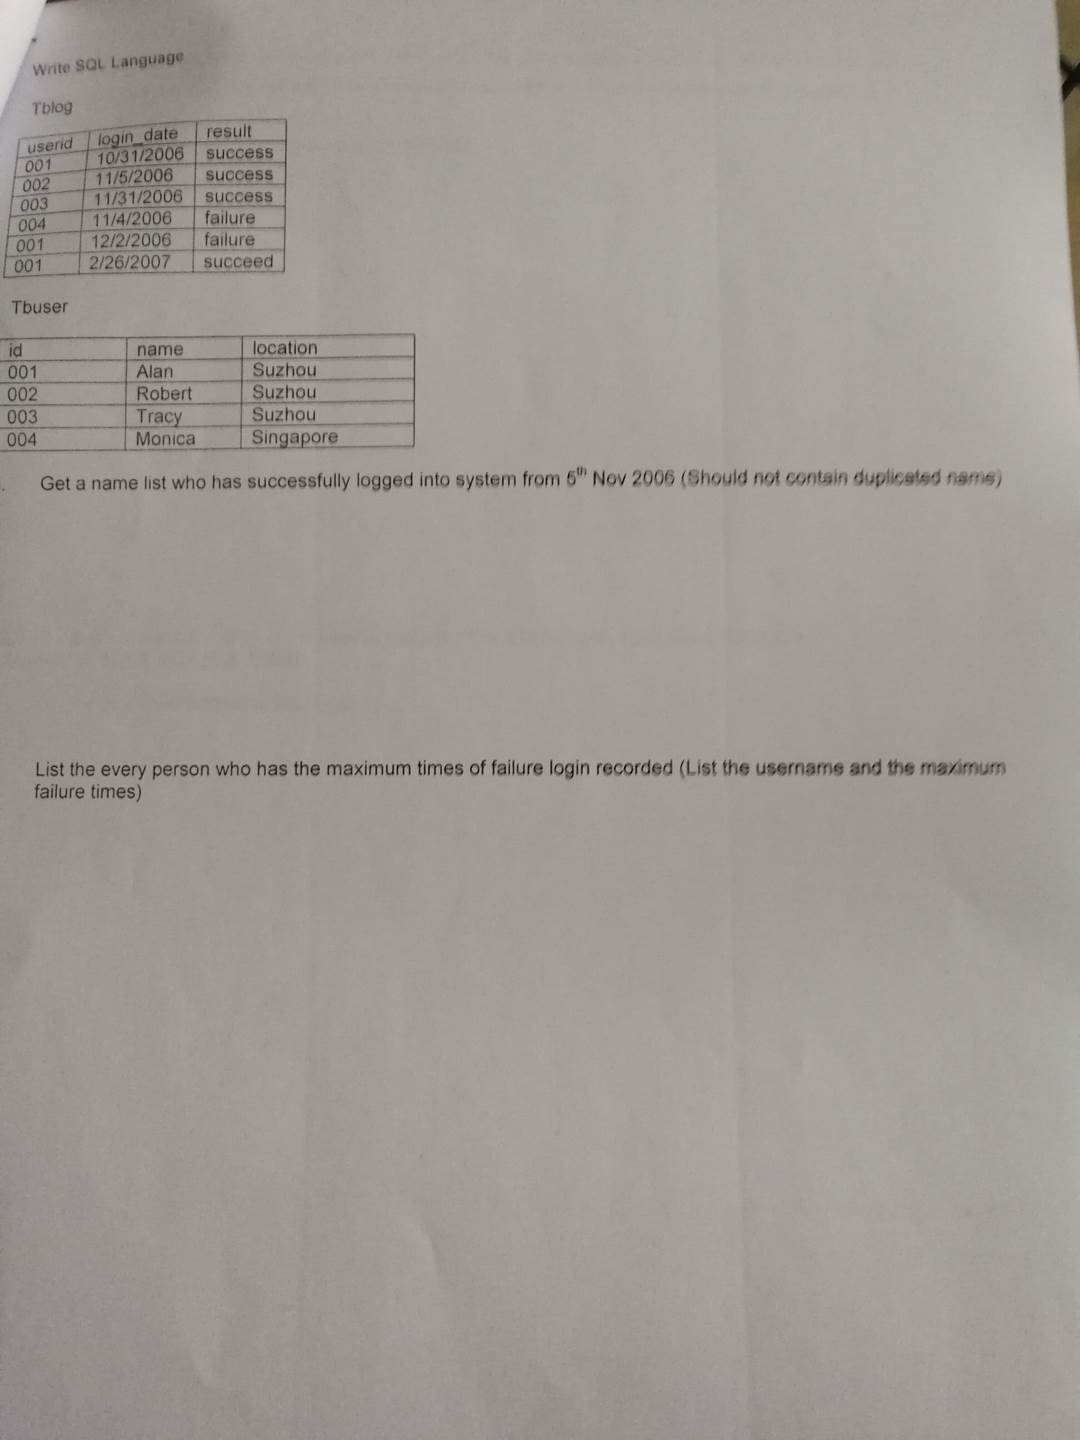 Write SQL Language
Tblog
userid login_date result
001 10/31/2006 success
002 11/5/2006 success
003 11/31/2006 success
004 11/4/2006 failure
001 12/2/2006 failure
001 2/26/2007 succeed
Tbuser
id name location
001 Alan Suzhou
002 Robert Suzhou
003 Tracy Suzhou
004 Monica Singapore
. Get a name list who has successfully logged into system from 5th Nov 2006 (Should not contain duplicated name)
List the every person who has the maximum times of failure login recorded (List the username and the maximum
failure times)